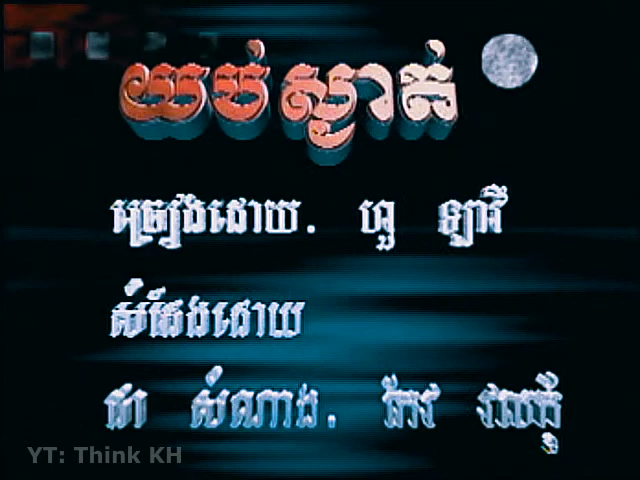 យប់ស្ងាត់
ច្រៀងដោយ. ហួ ឡាវី
សំដែងដោយ
ជា សំណាង. កែវ
YT: Think KH